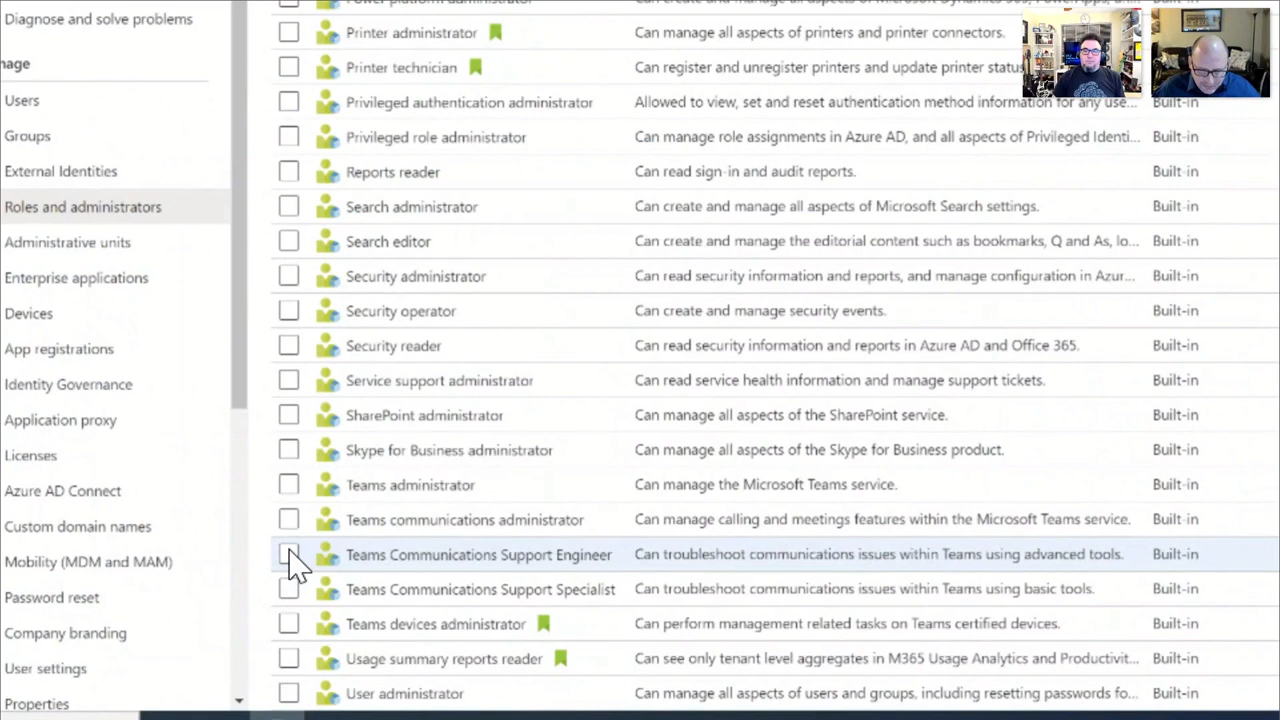 Diagnose and solve problems
nage
Users
Groups
External Identities
Roles and administrators
Administrative units
Enterprise applications
Devices
App registrations
Identity Governance
Application proxy
Licenses
Azure AD Connect
Custom domain names
Mobility (MDM and MAM)
Password reset
Company branding
User settings
Properties
Power platform administrator Can create and manage all aspects of Microsoft Dynamics 365, PowerApps, and
Printer administrator Can manage all aspects of printers and printer connectors.
Printer technician Can register and unregister printers and update printer status
Privileged authentication administrator Allowed to view, set and reset authentication method information for any use... Built-in
Privileged role administrator Can manage role assignments in Azure AD, and all aspects of Privileged Identi... Built-in
Reports reader Can read sign-in and audit reports. Built-in
Search administrator Can create and manage all aspects of Microsoft Search settings. Built-in
Search editor Can create and manage the editorial content such as bookmarks, Q and As, lo... Built-in
Security administrator Can read security information and reports, and manage configuration in Azur... Built-in
Security operator Can create and manage security events. Built-in
Security reader Can read security information and reports in Azure AD and Office 365. Built-in
Service support administrator Can read service health information and manage support tickets. Built-in
SharePoint administrator Can manage all aspects of the SharePoint service. Built-in
Skype for Business administrator Can manage all aspects of the Skype for Business product. Built-in
Teams administrator Can manage the Microsoft Teams service. Built-in
Teams communications administrator Can manage calling and meetings features within the Microsoft Teams service. Built-in
Teams Communications Support Engineer Can troubleshoot communications issues within Teams using advanced tools. Built-in
Teams Communications Support Specialist Can troubleshoot communications issues within Teams using basic tools. Built-in
Teams devices administrator Can perform management related tasks on Teams certified devices. Built-in
Usage summary reports reader Can see only tenant level aggregates in M365 Usage Analytics and Productivit... Built-in
User administrator Can manage all aspects of users and groups, including resetting passwords fo... Built-in